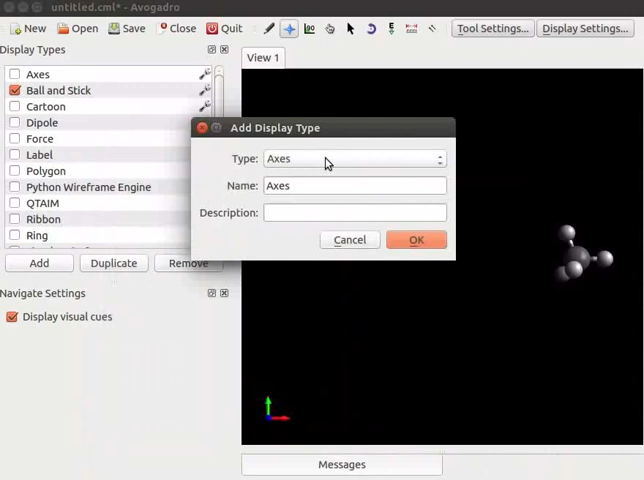 untitled.cml* - Avogadro
New Open Save Close Quit Tool Settings... Display Settings...
Display Types
View 1
Axes
Ball and Stick
Cartoon
Dipole
Force
Label
Polygon
Python Wireframe Engine
QTAIM
Ribbon
Ring
Add Duplicate Remove
Navigate Settings
Display visual cues
Add Display Type
Type: Axes
Name: Axes
Description:
Cancel OK
Messages